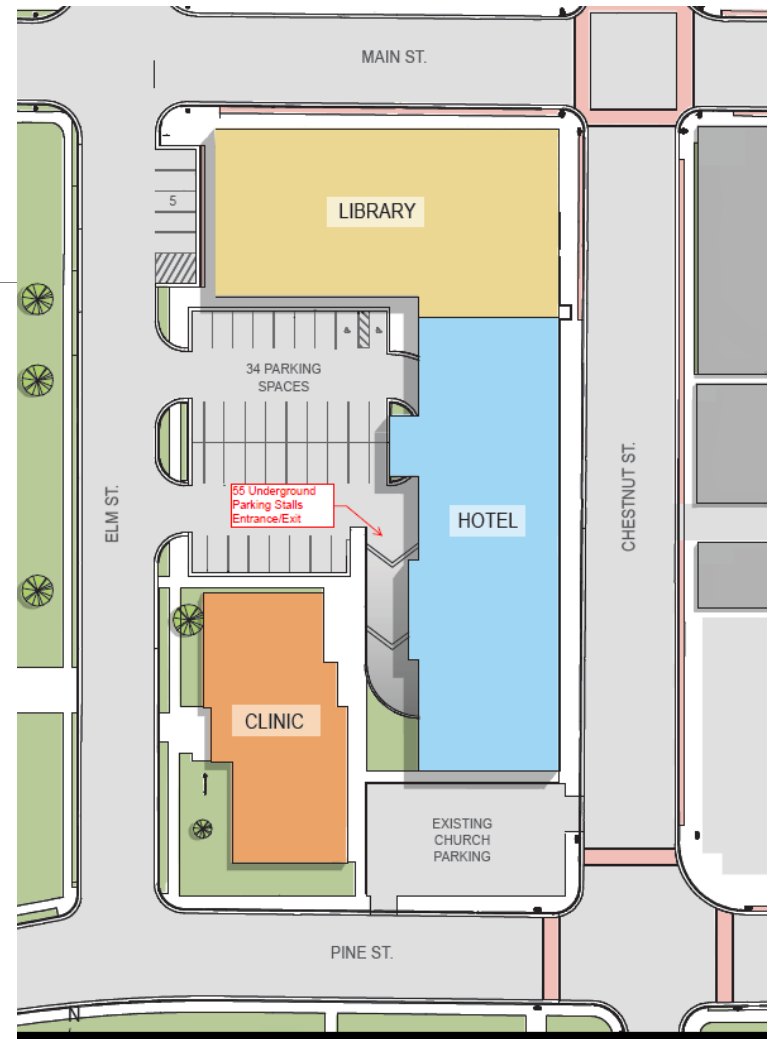 MAIN ST.
LIBRARY
5
34 PARKING
SPACES
55 Underground
Parking Stalls
Entrance/Exit
ELM ST.
HOTEL
CHESTNUT ST.
CLINIC
EXISTING
CHURCH
PARKING
PINE ST.
N